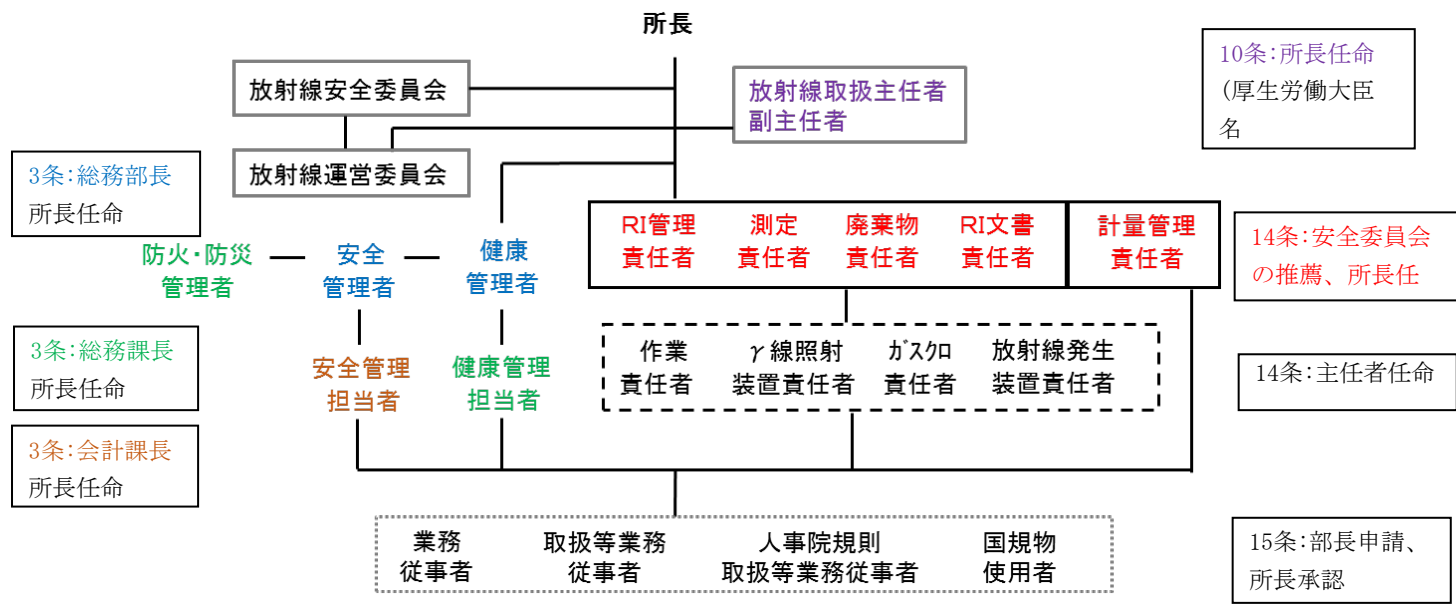 所長
放射線安全委員会
放射線取扱主任者
副主任者
10条:所長任命
(厚生労働大臣
名
放射線運営委員会
3条:総務部長
所長任命
防火・防災
管理者
安全
管理者
健康
管理者
RI管理
責任者
測定
責任者
廃棄物
責任者
RI文書
責任者
計量管理
責任者
14条:安全委員会
の推薦、所長任
3条:総務課長
所長任命
安全管理
担当者
健康管理
担当者
作業
責任者
γ線照射
装置責任者
ガスクロ
責任者
放射線発生
装置責任者
14条:主任者任命
3条:会計課長
所長任命
業務
従事者
取扱等業務
従事者
人事院規則
取扱等業務従事者
国規物
使用者
15条:部長申請、
所長承認